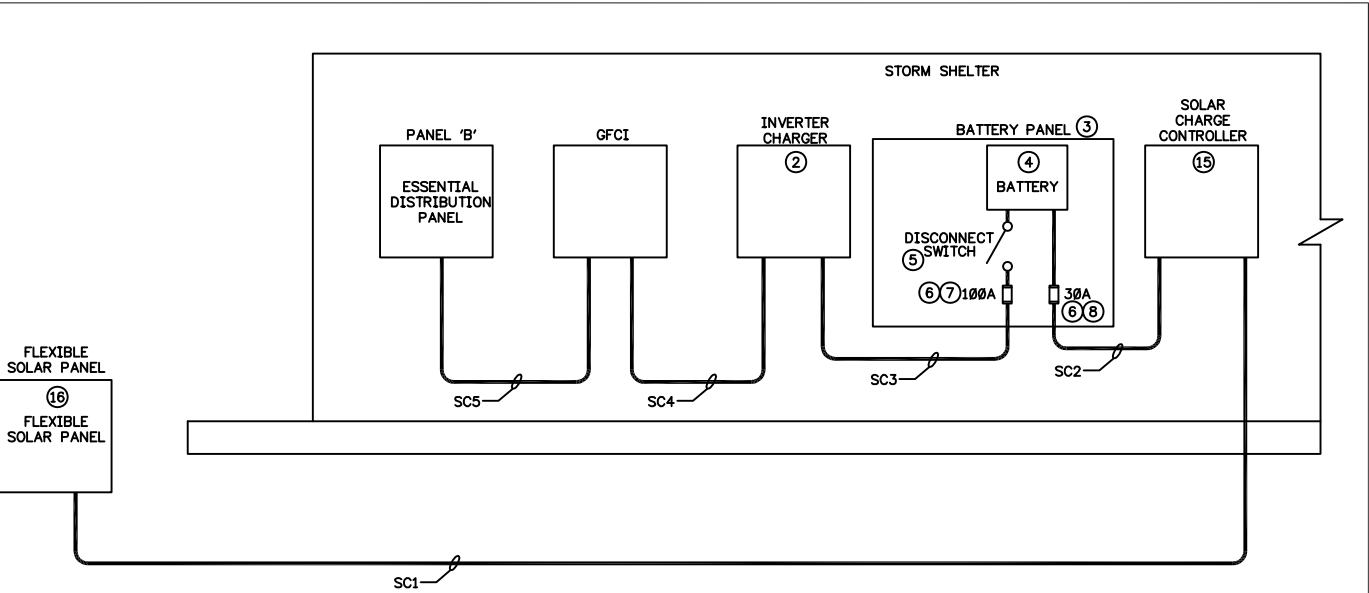 STORM SHELTER
PANEL 'B'
ESSENTIAL
DISTRIBUTION
PANEL
GFCI
INVERTER
CHARGER
2
BATTERY PANEL 3
4
BATTERY
DISCONNECT
5 SWITCH
6 7 100A
30A
6 8
SOLAR
CHARGE
CONTROLLER
15
FLEXIBLE
SOLAR PANEL
16
FLEXIBLE
SOLAR PANEL
SC5
SC4
SC3
SC2
SC1